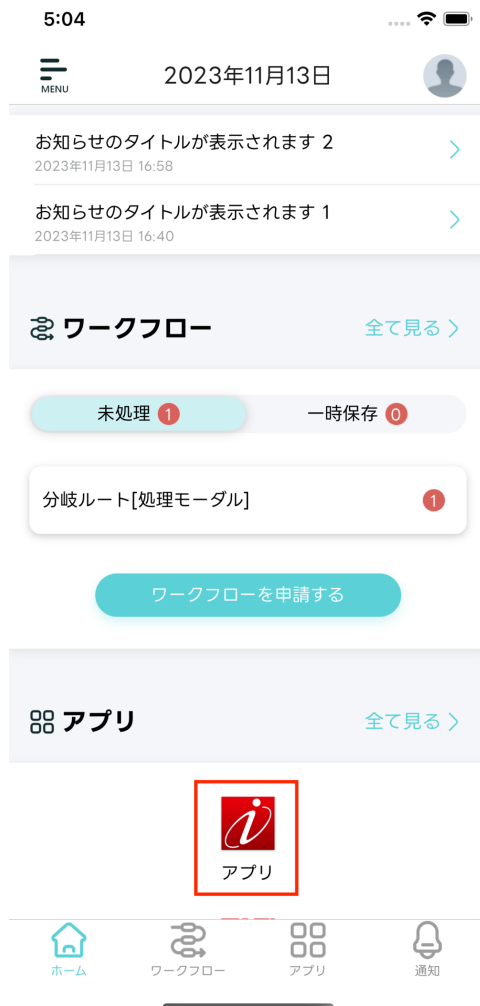 5:04
MENU
2023年11月13日
お知らせのタイトルが表示されます 2
2023年11月13日 16:58
お知らせのタイトルが表示されます 1
2023年11月13日 16:40
ワークフロー
全て見る
未処理 1
一時保存 0
分岐ルート[処理モーダル]
1
ワークフローを申請する
アプリ
全て見る
i
アプリ
ホーム
ワークフロー
アプリ
通知